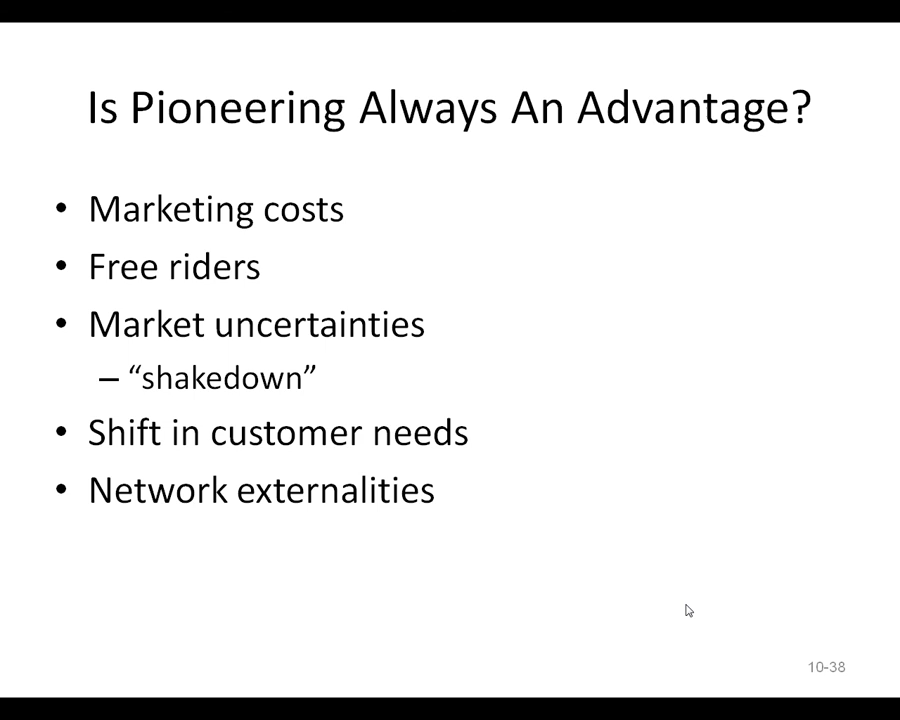 Is Pioneering Always An Advantage?
• Marketing costs
• Free riders
• Market uncertainties
– “shakedown”
• Shift in customer needs
• Network externalities
10-38